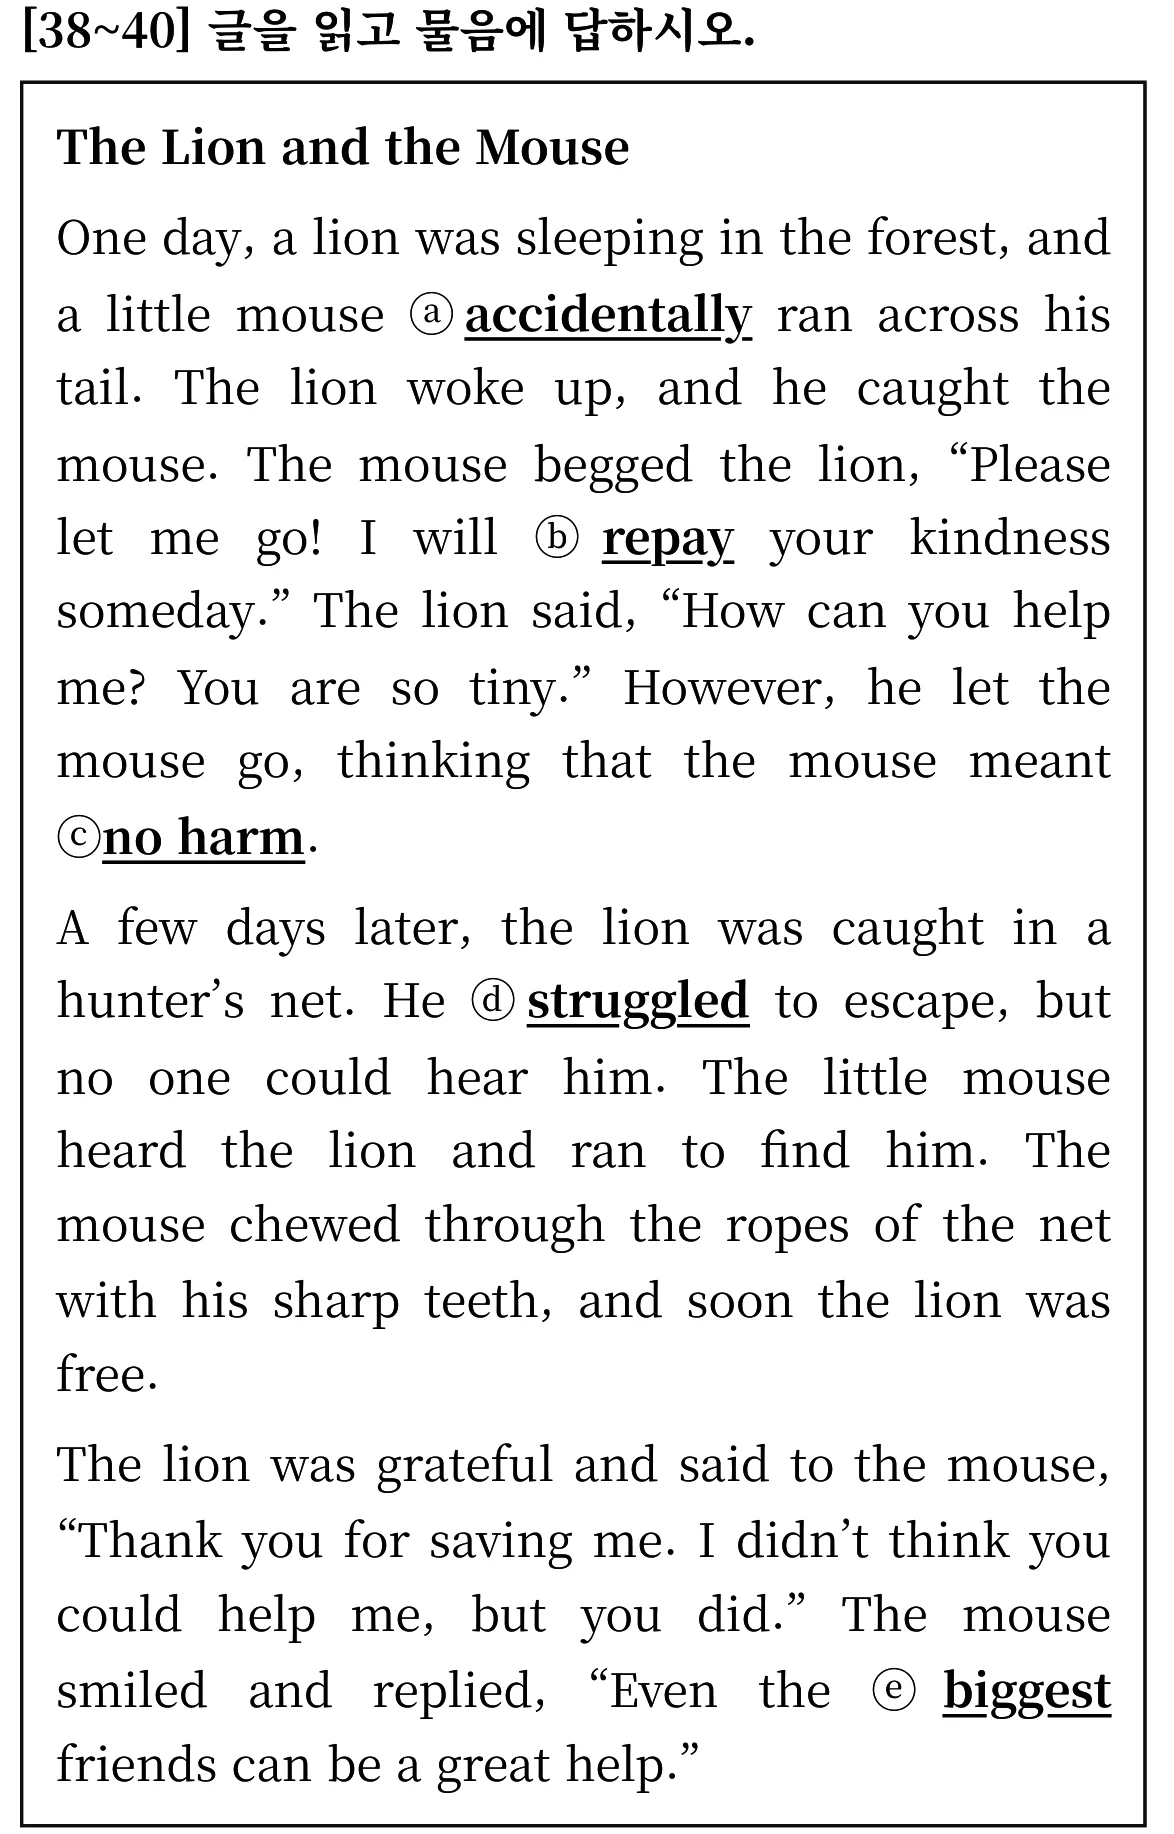 [38~40] 글을 읽고 물음에 답하시오.
The Lion and the Mouse
One day, a lion was sleeping in the forest, and
a little mouse ⓐ accidentally ran across his
tail. The lion woke up, and he caught the
mouse. The mouse begged the lion, “Please
let me go! I will ⓑ repay your kindness
someday.” The lion said, “How can you help
me? You are so tiny.” However, he let the
mouse go, thinking that the mouse meant
ⓒno harm.
A few days later, the lion was caught in a
hunter’s net. He ⓓ struggled to escape, but
no one could hear him. The little mouse
heard the lion and ran to find him. The
mouse chewed through the ropes of the net
with his sharp teeth, and soon the lion was
free.
The lion was grateful and said to the mouse,
“Thank you for saving me. I didn’t think you
could help me, but you did.” The mouse
smiled and replied, “Even the ⓔ biggest
friends can be a great help.”